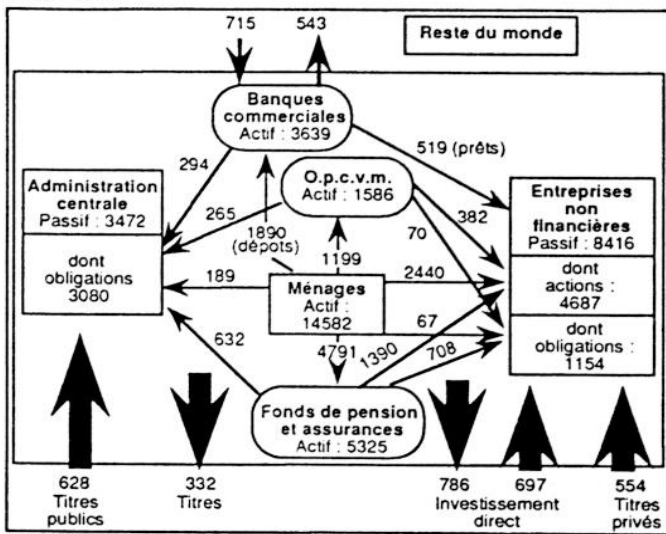 715
543
Reste du monde
Banques
commerciales
Actif : 3639
294
519 (prêts)
Administration
centrale
Passif : 3472
O.p.c.v.m.
Actif : 1586
Entreprises
non
financières
Passif : 8416
265
1890
(dépots)
382
70
1199
dont
obligations
3080
189
2440
Ménages
Actif :
14582
dont
actions :
4687
67
632
4791
1390
708
dont
obligations :
1154
Fonds de pension
et assurances
Actif : 5325
628
Titres
publics
332
Titres
786
697
Investissement
direct
554
Titres
privés